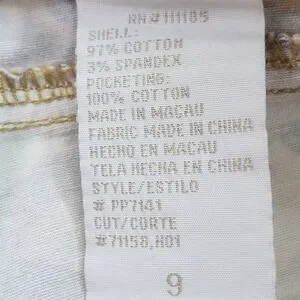 RN#111185
SHELL:
97% COTTON
3% SPANDEX
POCKETING:
100% COTTON
MADE IN MACAU
FABRIC MADE IN CHINA
HECHO EN MACAU
TELA HECHA EN CHINA
STYLE/ESTILO
# PP7141
CUT/CORTE
#71158,H01
9